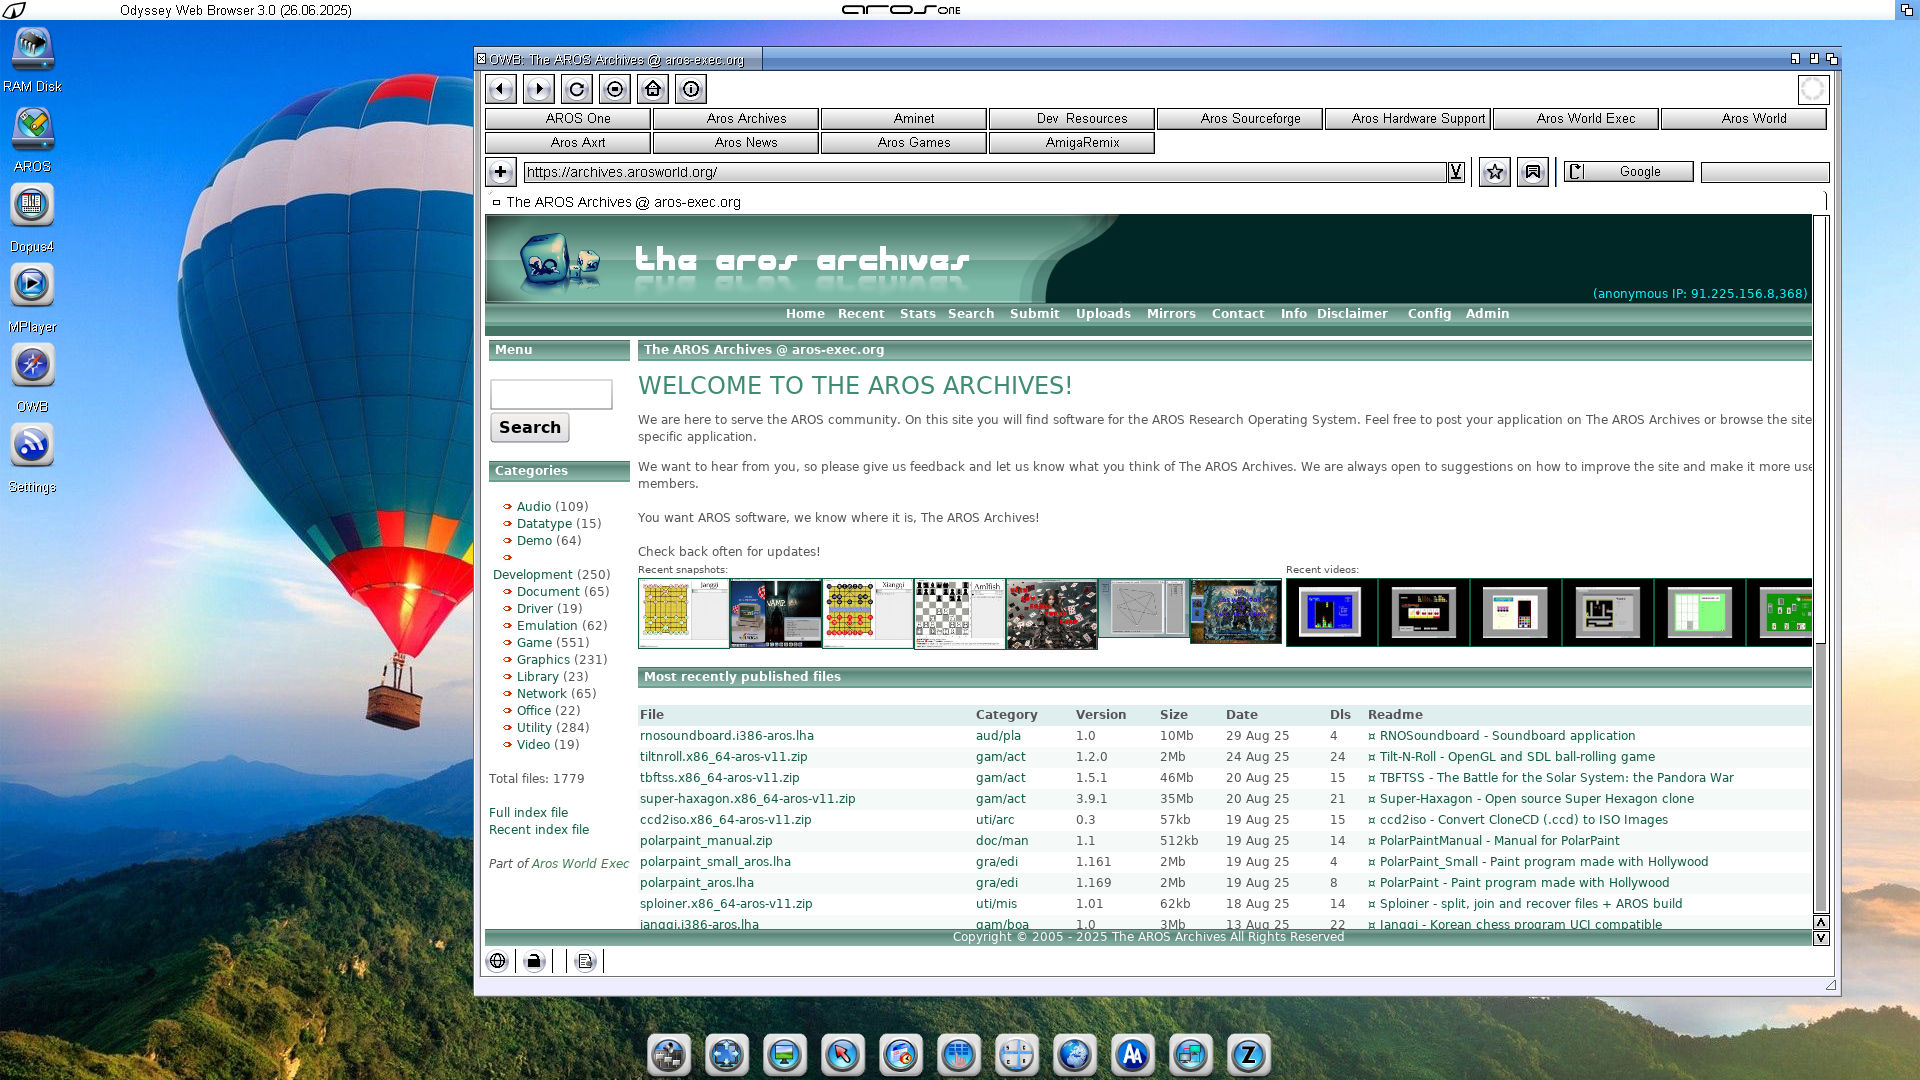 Odyssey Web Browser 3.0 (26.06.2025)
aros ONE
RAM Disk
AROS
Dopus4
MPlayer
OWB
Settings
OWB: The AROS Archives @ aros-exec.org
AROS One
Aros Archives
Aminet
Dev Resources
Aros Sourceforge
Aros Hardware Support
Aros World Exec
Aros World
Aros Axrt
Aros News
Aros Games
AmigaRemix
https://archives.arosworld.org/
Google
The AROS Archives @ aros-exec.org
the aros archives
(anonymous IP: 91.225.156.8,368)
Home Recent Stats Search Submit Uploads Mirrors Contact Info Disclaimer Config Admin
Menu
Search
Categories
Audio (109)
Datatype (15)
Demo (64)
Development (250)
Document (65)
Driver (19)
Emulation (62)
Game (551)
Graphics (231)
Library (23)
Network (65)
Office (22)
Utility (284)
Video (19)
Total files: 1779
Full index file
Recent index file
Part of Aros World Exec
The AROS Archives @ aros-exec.org
WELCOME TO THE AROS ARCHIVES!
We are here to serve the AROS community. On this site you will find software for the AROS Research Operating System. Feel free to post your application on The AROS Archives or browse the site
specific application.
We want to hear from you, so please give us feedback and let us know what you think of The AROS Archives. We are always open to suggestions on how to improve the site and make it more use
members.
You want AROS software, we know where it is, The AROS Archives!
Check back often for updates!
Recent snapshots:
Janggi
Xiangqi
Recent videos:
Most recently published files
File Category Version Size Date Dls Readme
rnosoundboard.i386-aros.lha aud/pla 1.0 10Mb 29 Aug 25 4 ¤ RNOSoundboard - Soundboard application
tiltnroll.x86_64-aros-v11.zip gam/act 1.2.0 2Mb 24 Aug 25 24 ¤ Tilt-N-Roll - OpenGL and SDL ball-rolling game
tbftss.x86_64-aros-v11.zip gam/act 1.5.1 46Mb 20 Aug 25 15 ¤ TBFTSS - The Battle for the Solar System: the Pandora War
super-haxagon.x86_64-aros-v11.zip gam/act 3.9.1 35Mb 20 Aug 25 21 ¤ Super-Haxagon - Open source Super Hexagon clone
ccd2iso.x86_64-aros-v11.zip uti/arc 0.3 57kb 19 Aug 25 15 ¤ ccd2iso - Convert CloneCD (.ccd) to ISO Images
polarpaint_manual.zip doc/man 1.1 512kb 19 Aug 25 14 ¤ PolarPaintManual - Manual for PolarPaint
polarpaint_small_aros.lha gra/edi 1.161 2Mb 19 Aug 25 4 ¤ PolarPaint_Small - Paint program made with Hollywood
polarpaint_aros.lha gra/edi 1.169 2Mb 19 Aug 25 8 ¤ PolarPaint - Paint program made with Hollywood
sploiner.x86_64-aros-v11.zip uti/mis 1.01 62kb 18 Aug 25 14 ¤ Sploiner - split, join and recover files + AROS build
janggi.i386-aros.lha gam/boa 1.0 3Mb 13 Aug 25 22 ¤ Janggi - Korean chess program UCI compatible
Copyright © 2005 - 2025 The AROS Archives All Rights Reserved